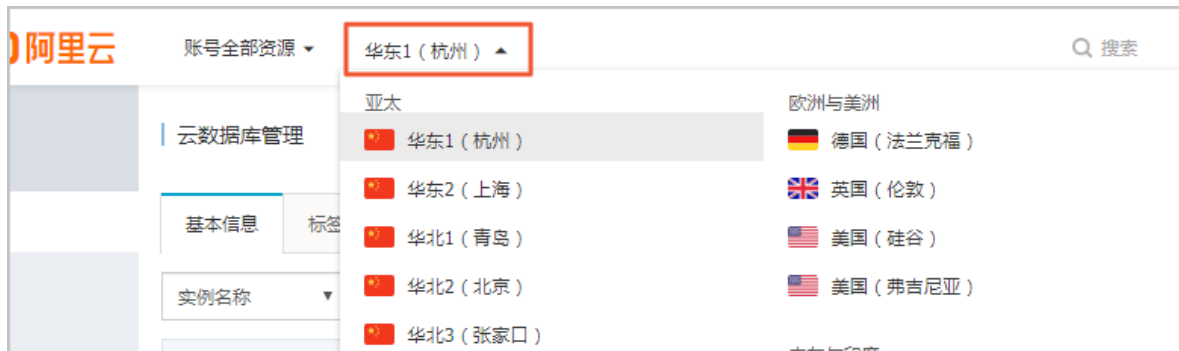 阿里云
账号全部资源
华东1（杭州）
搜索
亚太
欧洲与美洲
云数据库管理
华东1（杭州）
德国（法兰克福）
华东2（上海）
英国（伦敦）
基本信息
标签
华北1（青岛）
美国（硅谷）
实例名称
华北2（北京）
美国（弗吉尼亚）
华北3（张家口）